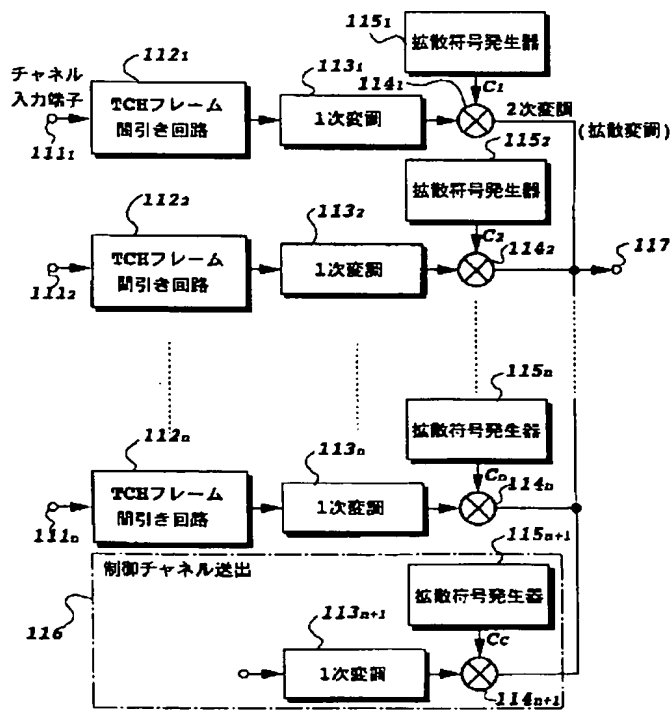 115₁
拡散符号発生器
112₁
113₁
114₁
C₁
チャネル
入力端子
TCHフレーム
間引き回路
1次変調
2次変調
(拡散変調)
111₁
115₂
拡散符号発生器
112₂
113₂
C₂
114₂
117
TCHフレーム
間引き回路
1次変調
111₂
115n
拡散符号発生器
112n
113n
Cn
114n
TCHフレーム
間引き回路
1次変調
111n
115n+1
制御チャネル送出
拡散符号発生器
116
113n+1
Cc
1次変調
114n+1